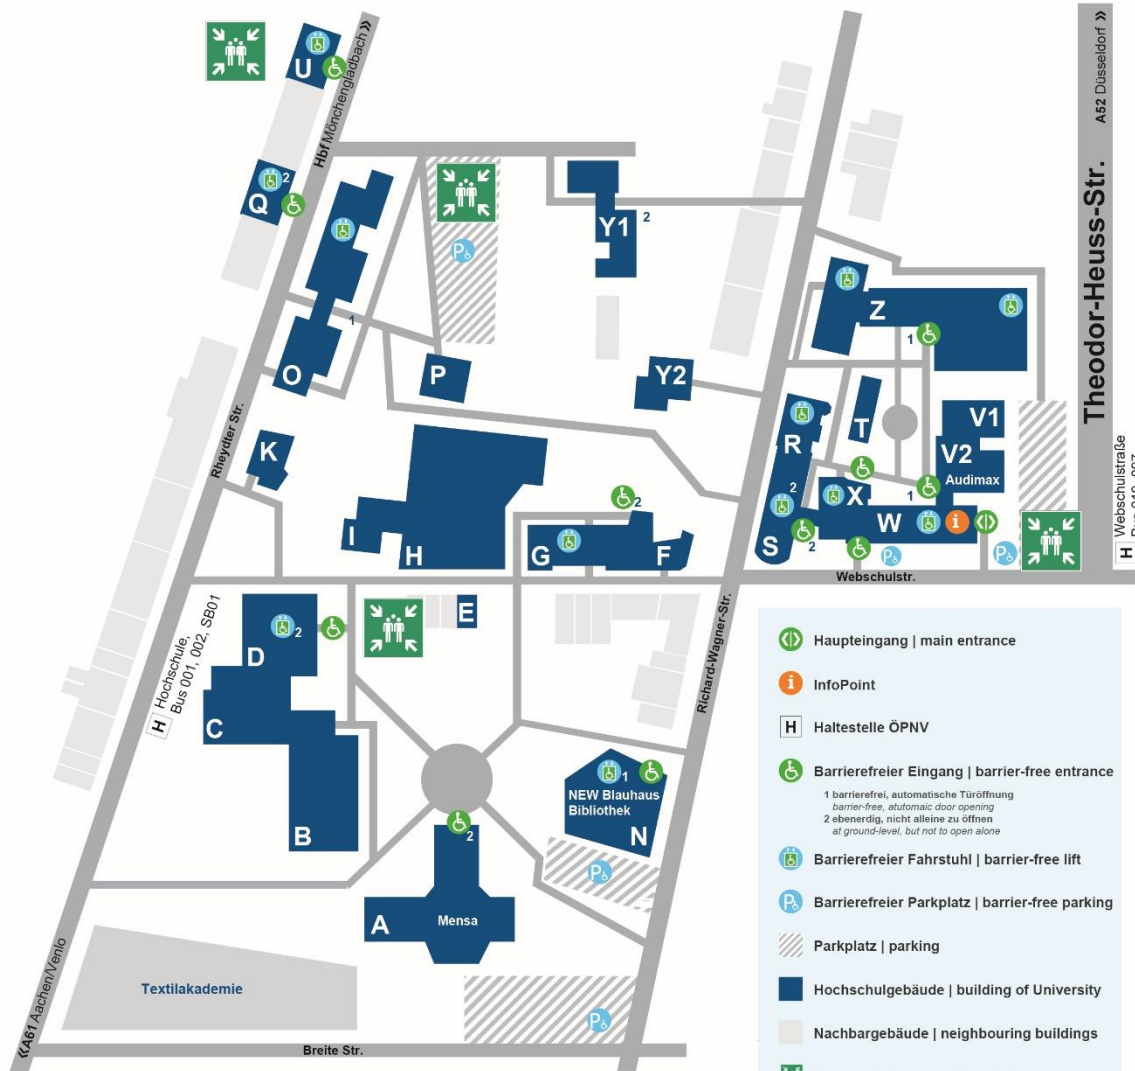 U
Hbf Mönchengladbach »
A52 Düsseldorf »
Theodor-Heuss-Str.
Q
2
Y1
2
P
Z
1
1
O
P
Y2
Rheydter Str.
K
R
T
V1
V2
Audimax
1
2
X
W
i
S
2
P
P
I
H
G
2
F
H Webschulstraße
Webschulstr.
E
D
2
H Hochschule,
Bus 001, 002, SB01
C
B
Richard-Wagner-Str.
1
NEW Blauhaus
Bibliothek
N
2
P
A
Mensa
Textilakademie
P
«A61 Aachen/Venlo
Breite Str.
Haupteingang | main entrance
i InfoPoint
H Haltestelle ÖPNV
Barrierefreier Eingang | barrier-free entrance
1 barrierefrei, automatische Türöffnung
barrier-free, atutomaic door opening
2 ebenerdig, nicht alleine zu öffnen
at ground-level, but not to open alone
Barrierefreier Fahrstuhl | barrier-free lift
P Barrierefreier Parkplatz | barrier-free parking
Parkplatz | parking
Hochschulgebäude | building of University
Nachbargebäude | neighbouring buildings